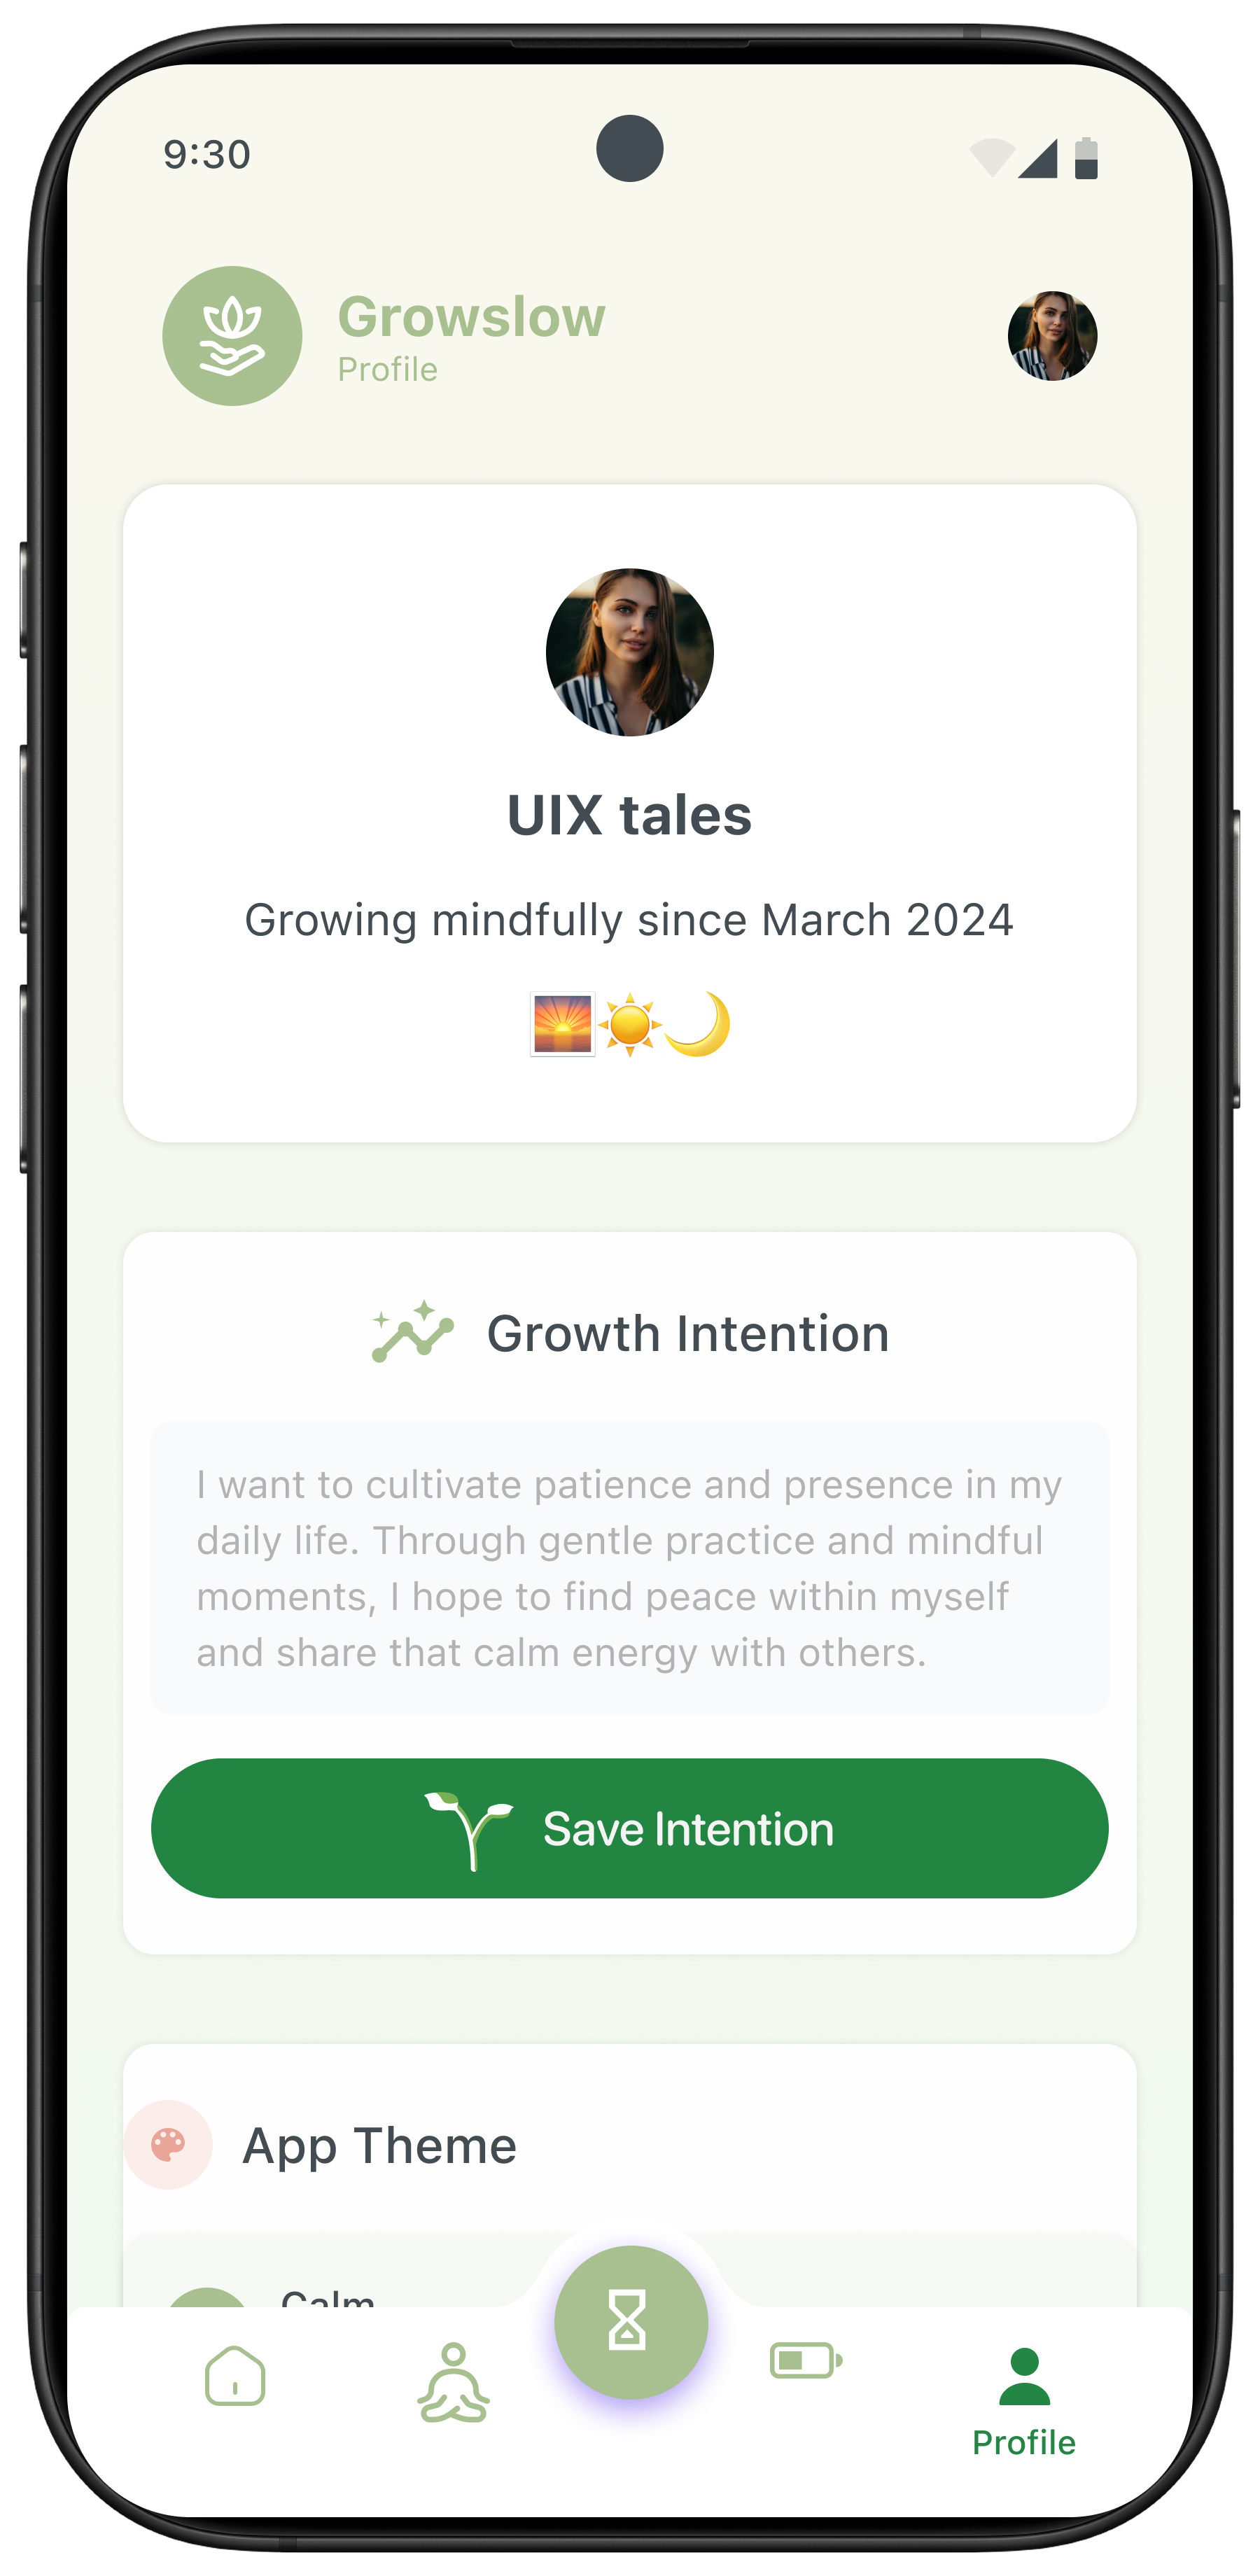 9:30
Growslow
Profile
UIX tales
Growing mindfully since March 2024
Growth Intention
I want to cultivate patience and presence in my
daily life. Through gentle practice and mindful
moments, I hope to find peace within myself
and share that calm energy with others.
Save Intention
App Theme
Calm
Profile